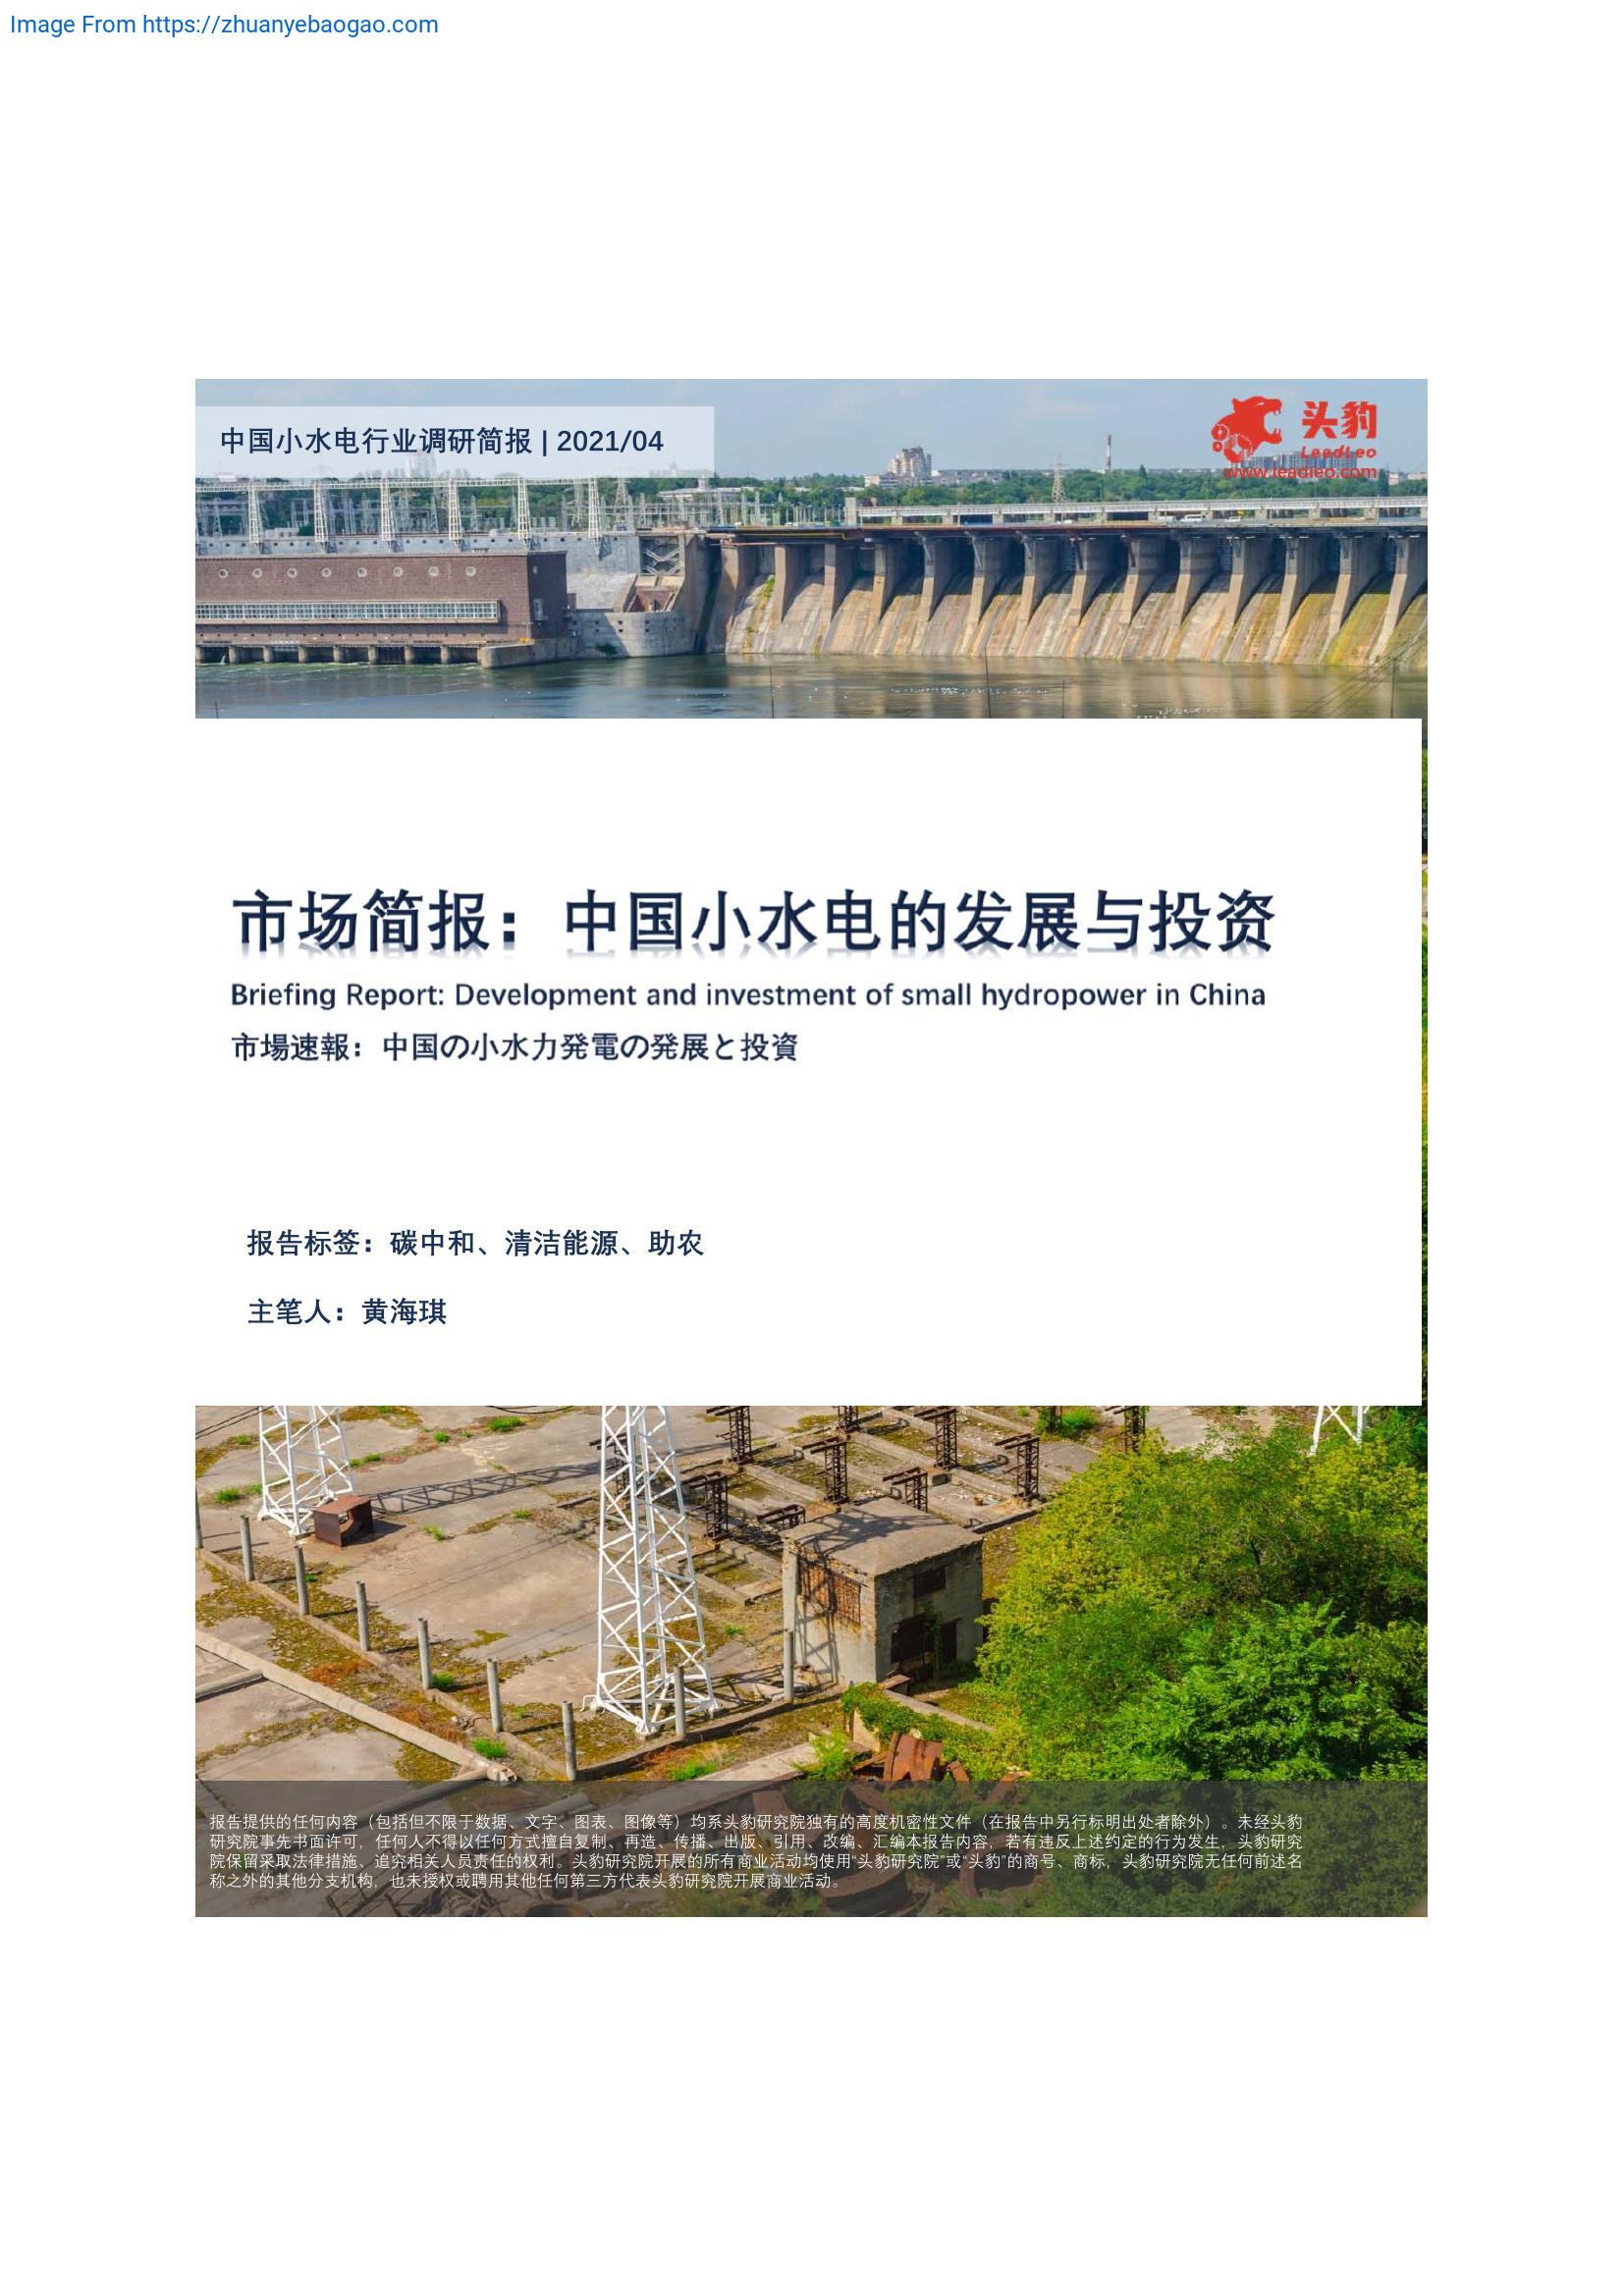 Image From https://zhuanyebaogao.com
中国小水电行业调研简报 | 2021/04
头豹
LeadLeo
www.leadleo.com
市场简报：中国小水电的发展与投资
Briefing Report: Development and investment of small hydropower in China
市場速報：中国の小水力発電の発展と投資
报告标签：碳中和、清洁能源、助农
主笔人：黄海琪
报告提供的任何内容（包括但不限于数据、文字、图表、图像等）均系头豹研究院独有的高度机密性文件（在报告中另行标明出处者除外）。未经头豹
研究院事先书面许可，任何人不得以任何方式擅自复制、再造、传播、出版、引用、改编、汇编本报告内容，若有违反上述约定的行为发生，头豹研究
院保留采取法律措施、追究相关人员责任的权利。头豹研究院开展的所有商业活动均使用“头豹研究院”或“头豹”的商号、商标，头豹研究院无任何前述名
称之外的其他分支机构，也未授权或聘用其他任何第三方代表头豹研究院开展商业活动。